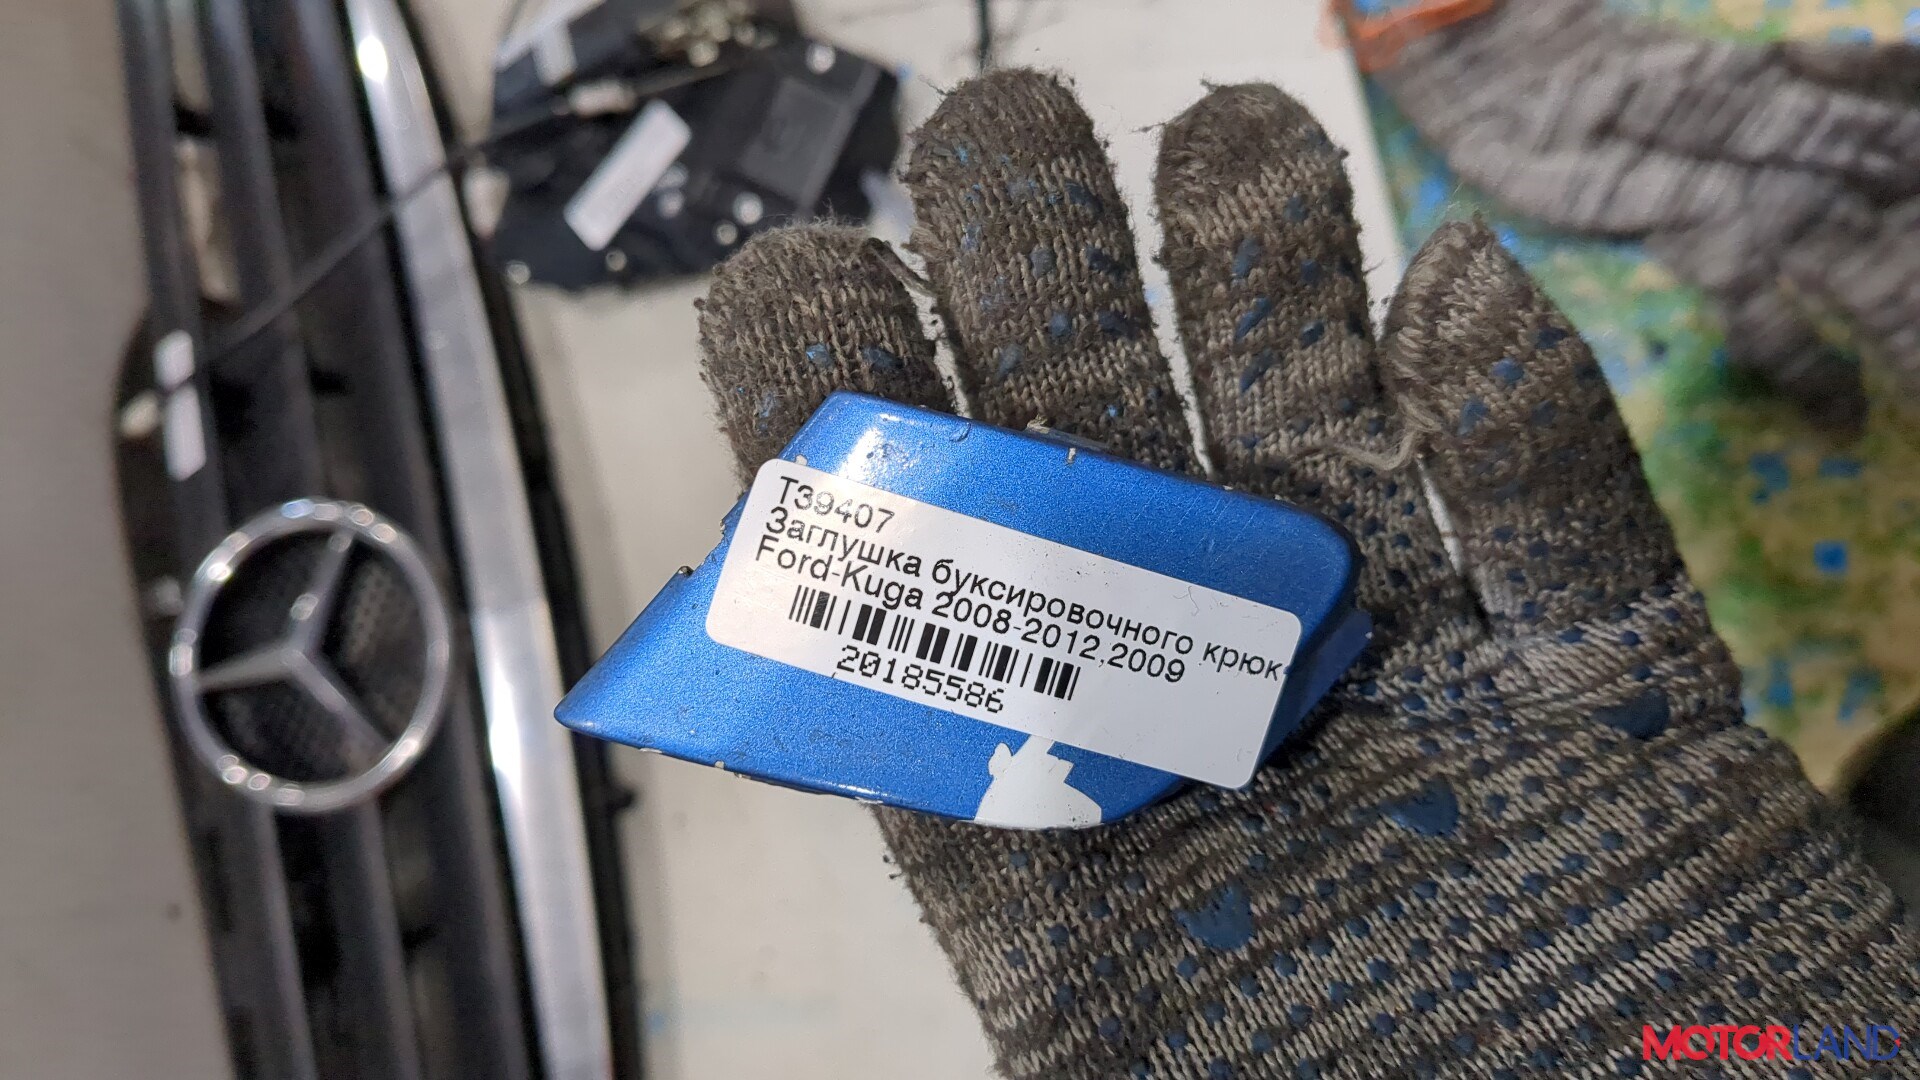 T39407
Заглушка буксировочного крюк
Ford-Kuga 2008-2012,2009
20185586
MOTORLAND